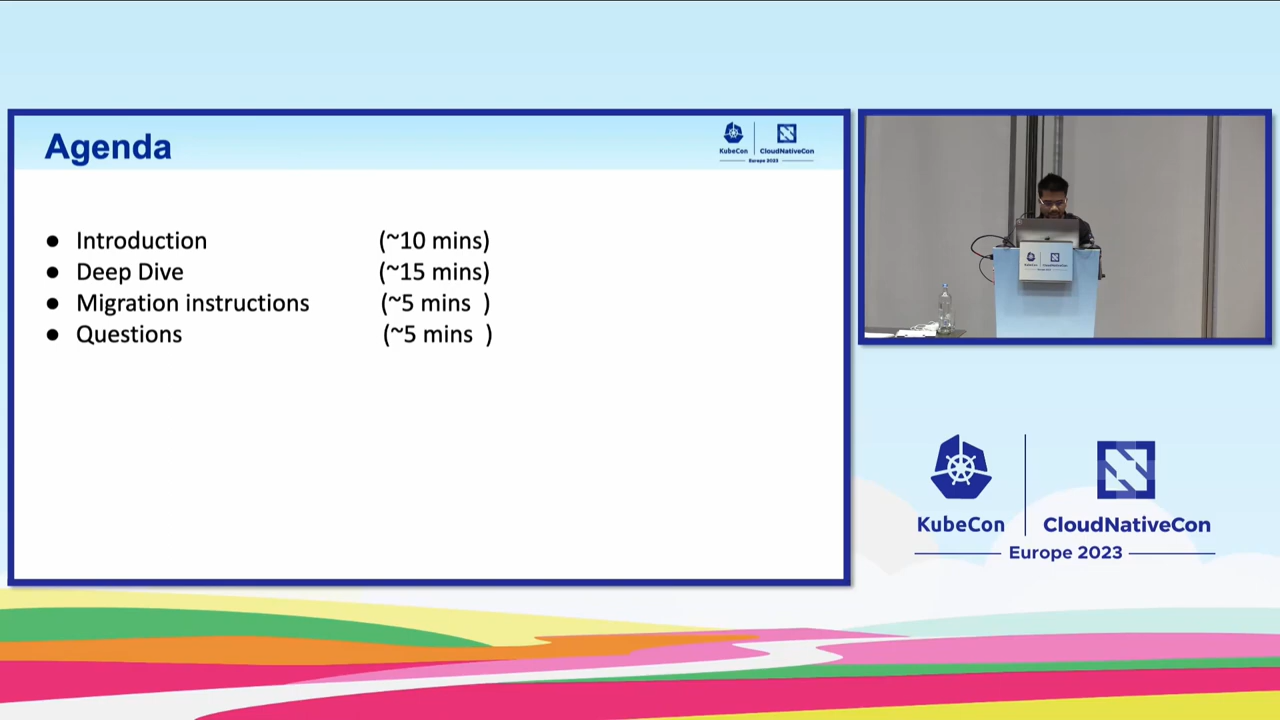 Agenda
KubeCon
CloudNativeCon
Europe 2023
● Introduction (~10 mins)
● Deep Dive (~15 mins)
● Migration instructions (~5 mins )
● Questions (~5 mins )
KubeCon
CloudNativeCon
Europe 2023